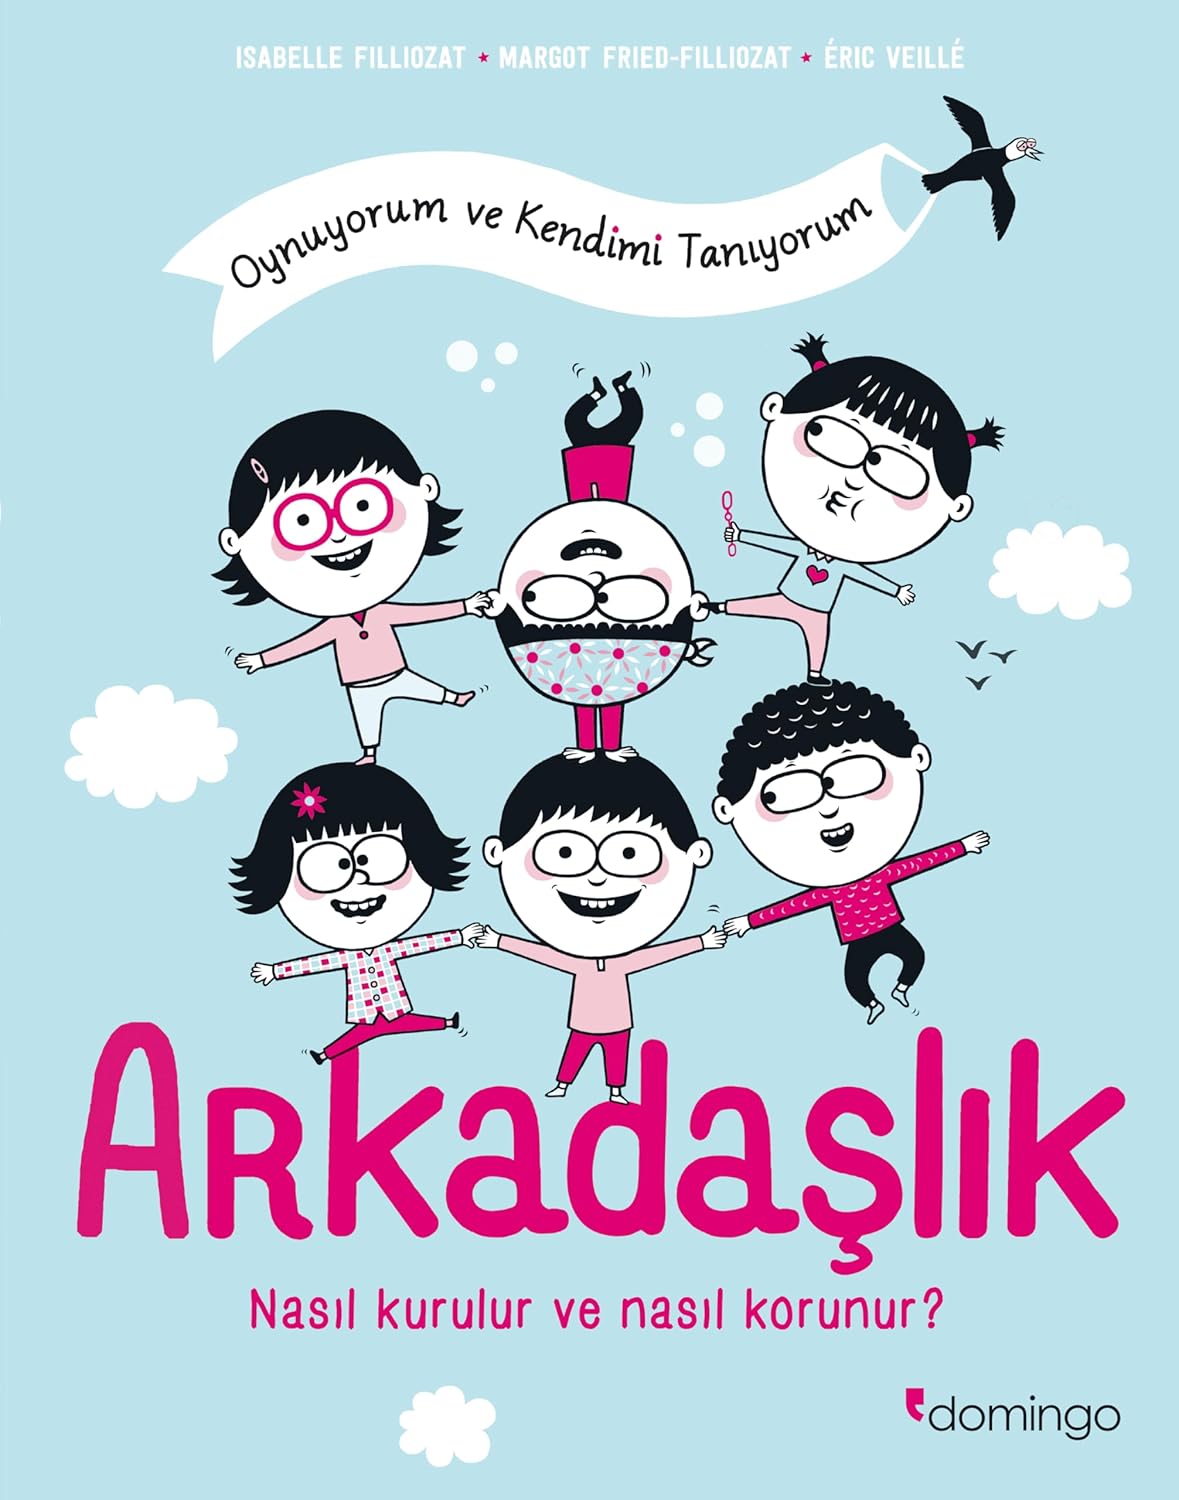 ISABELLE FILLIOZAT ★ MARGOT FRIED-FILLIOZAT ★ ÉRIC VEILLÉ
Oynuyorum ve Kendimi Tanıyorum
Arkadaşlık
Nasıl kurulur ve nasıl korunur?
domingo